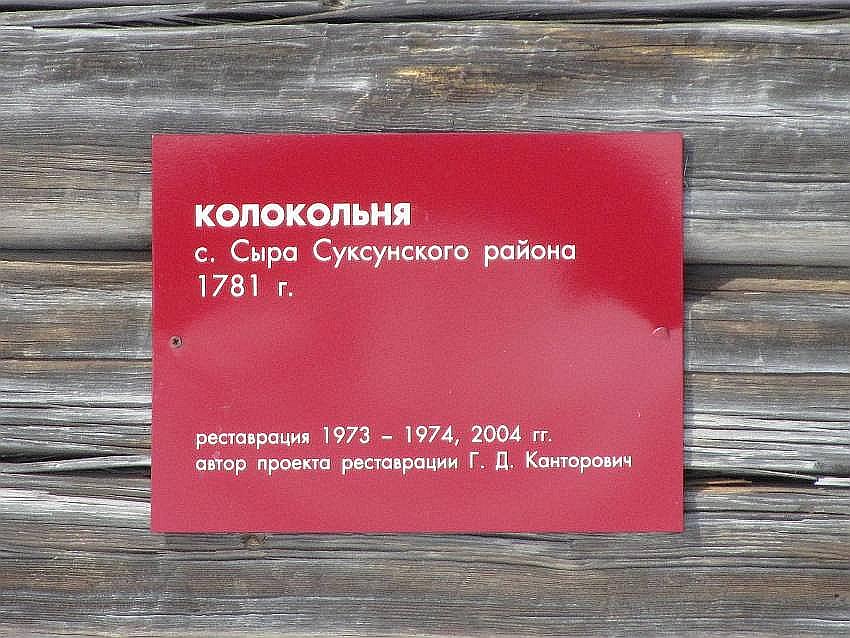 КОЛОКОЛЬНЯ
с. Сыра Суксунского района
1781 г.
реставрация 1973 – 1974, 2004 гг.
автор проекта реставрации Г. Д. Канторович